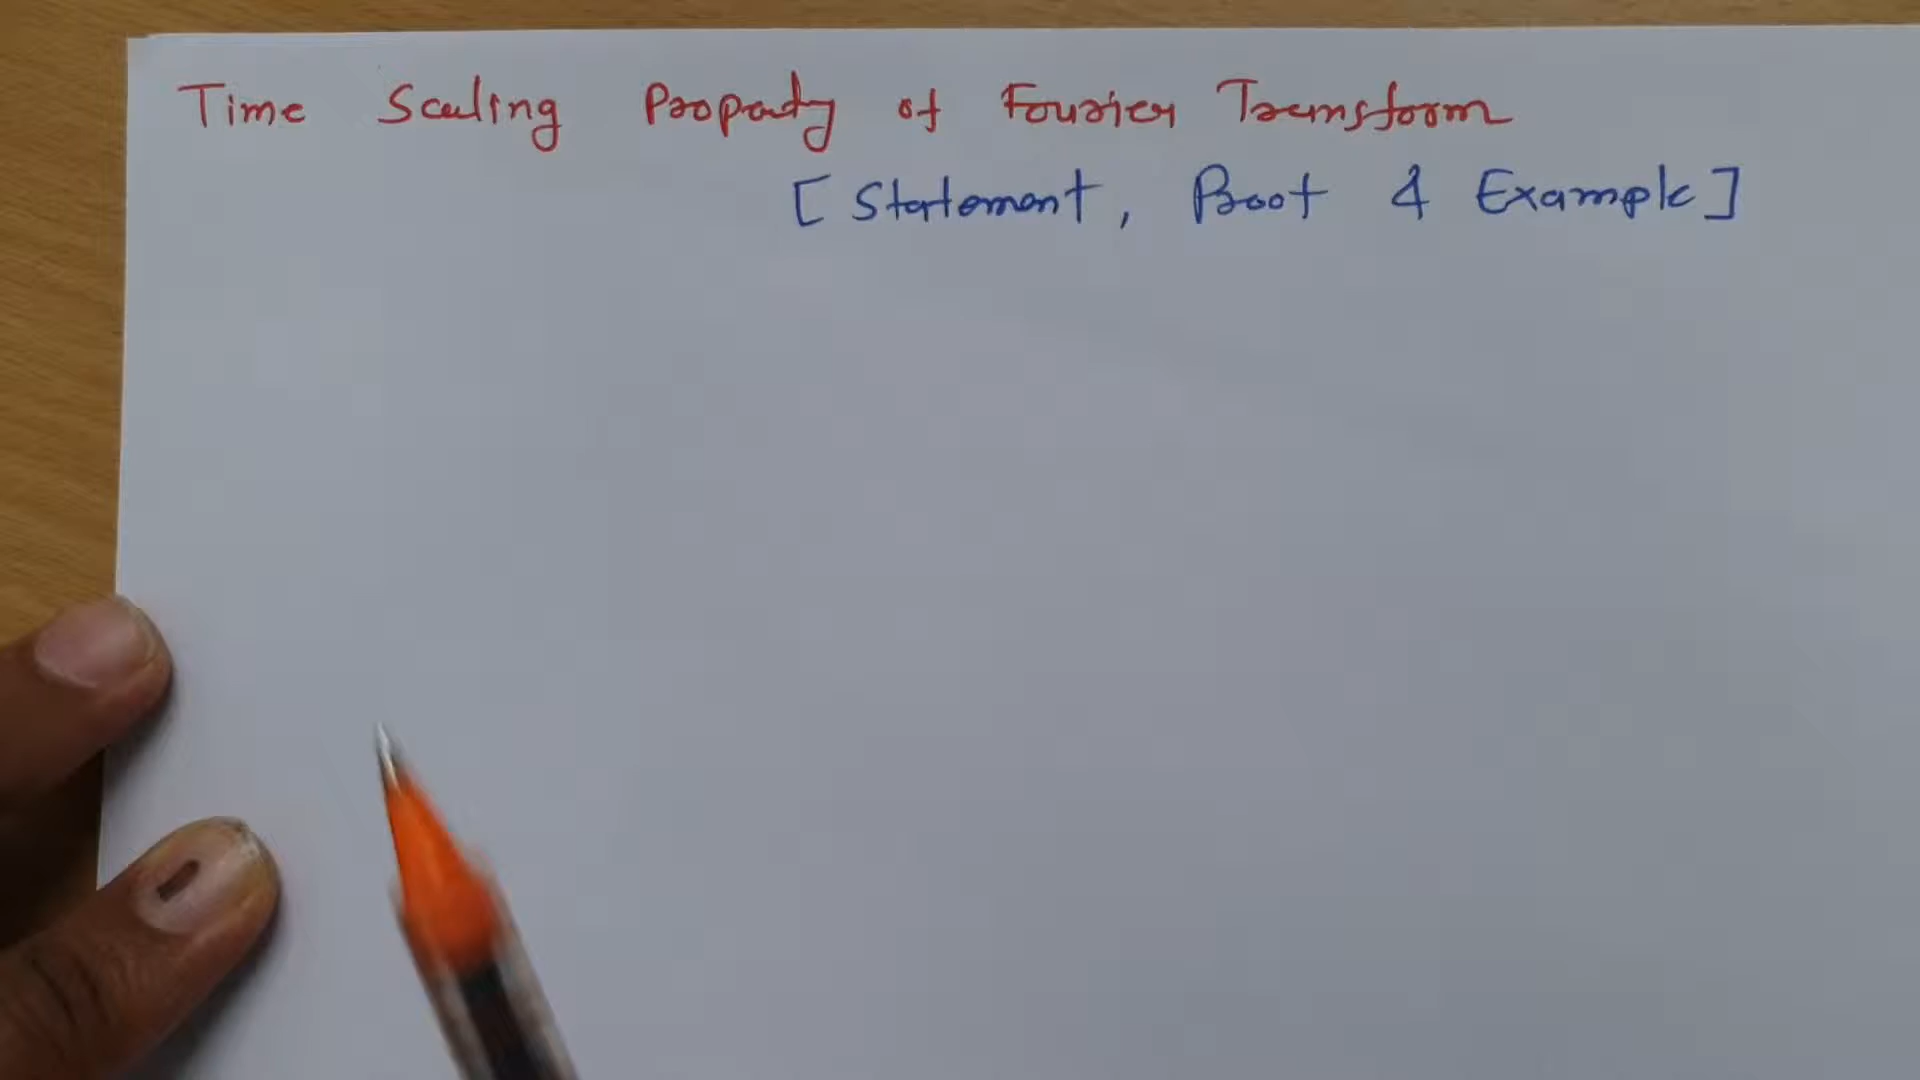 Time Scaling Property of Fourier Transform
[Statement, Proof & Example]